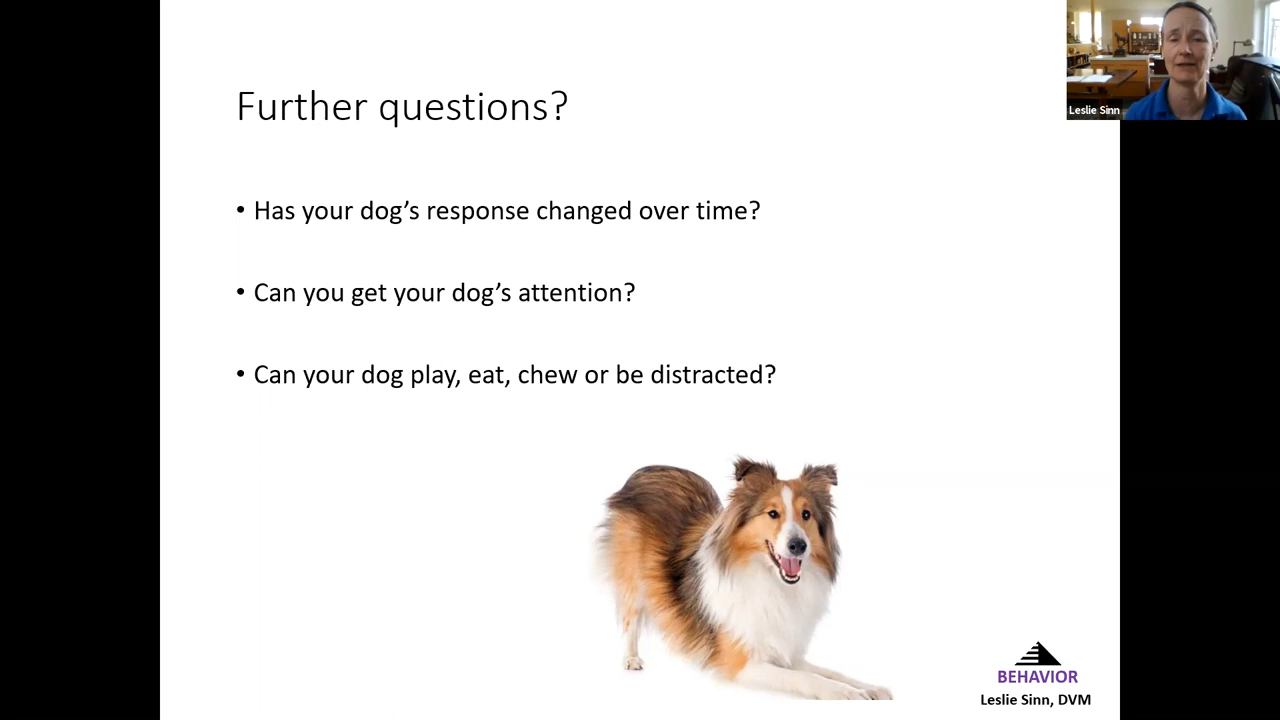 Leslie Sinn
Further questions?
• Has your dog’s response changed over time?
• Can you get your dog’s attention?
• Can your dog play, eat, chew or be distracted?
BEHAVIOR
Leslie Sinn, DVM